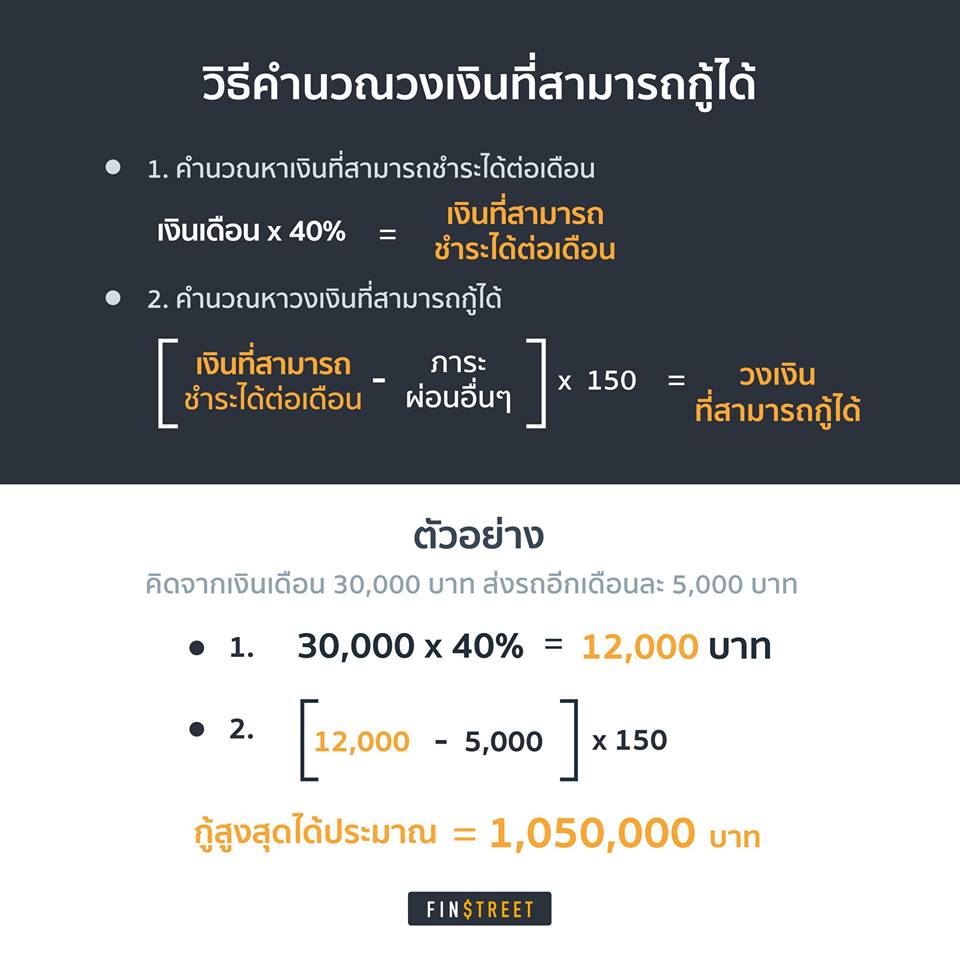 วิธีคำนวณวงเงินที่สามารถกู้ได้
● 1. คำนวณหาเงินที่สามารถชำระได้ต่อเดือน
เงินเดือน x 40% = เงินที่สามารถ
ชำระได้ต่อเดือน
● 2. คำนวณหาวงเงินที่สามารถกู้ได้
[เงินที่สามารถ - ภาระ
ชำระได้ต่อเดือน ผ่อนอื่นๆ] x 150 = วงเงิน
ที่สามารถกู้ได้
ตัวอย่าง
คิดจากเงินเดือน 30,000 บาท ส่งรถอีกเดือนละ 5,000 บาท
● 1. 30,000 x 40% = 12,000 บาท
● 2. [12,000 - 5,000] x 150
กู้สูงสุดได้ประมาณ = 1,050,000 บาท
FIN$TREET